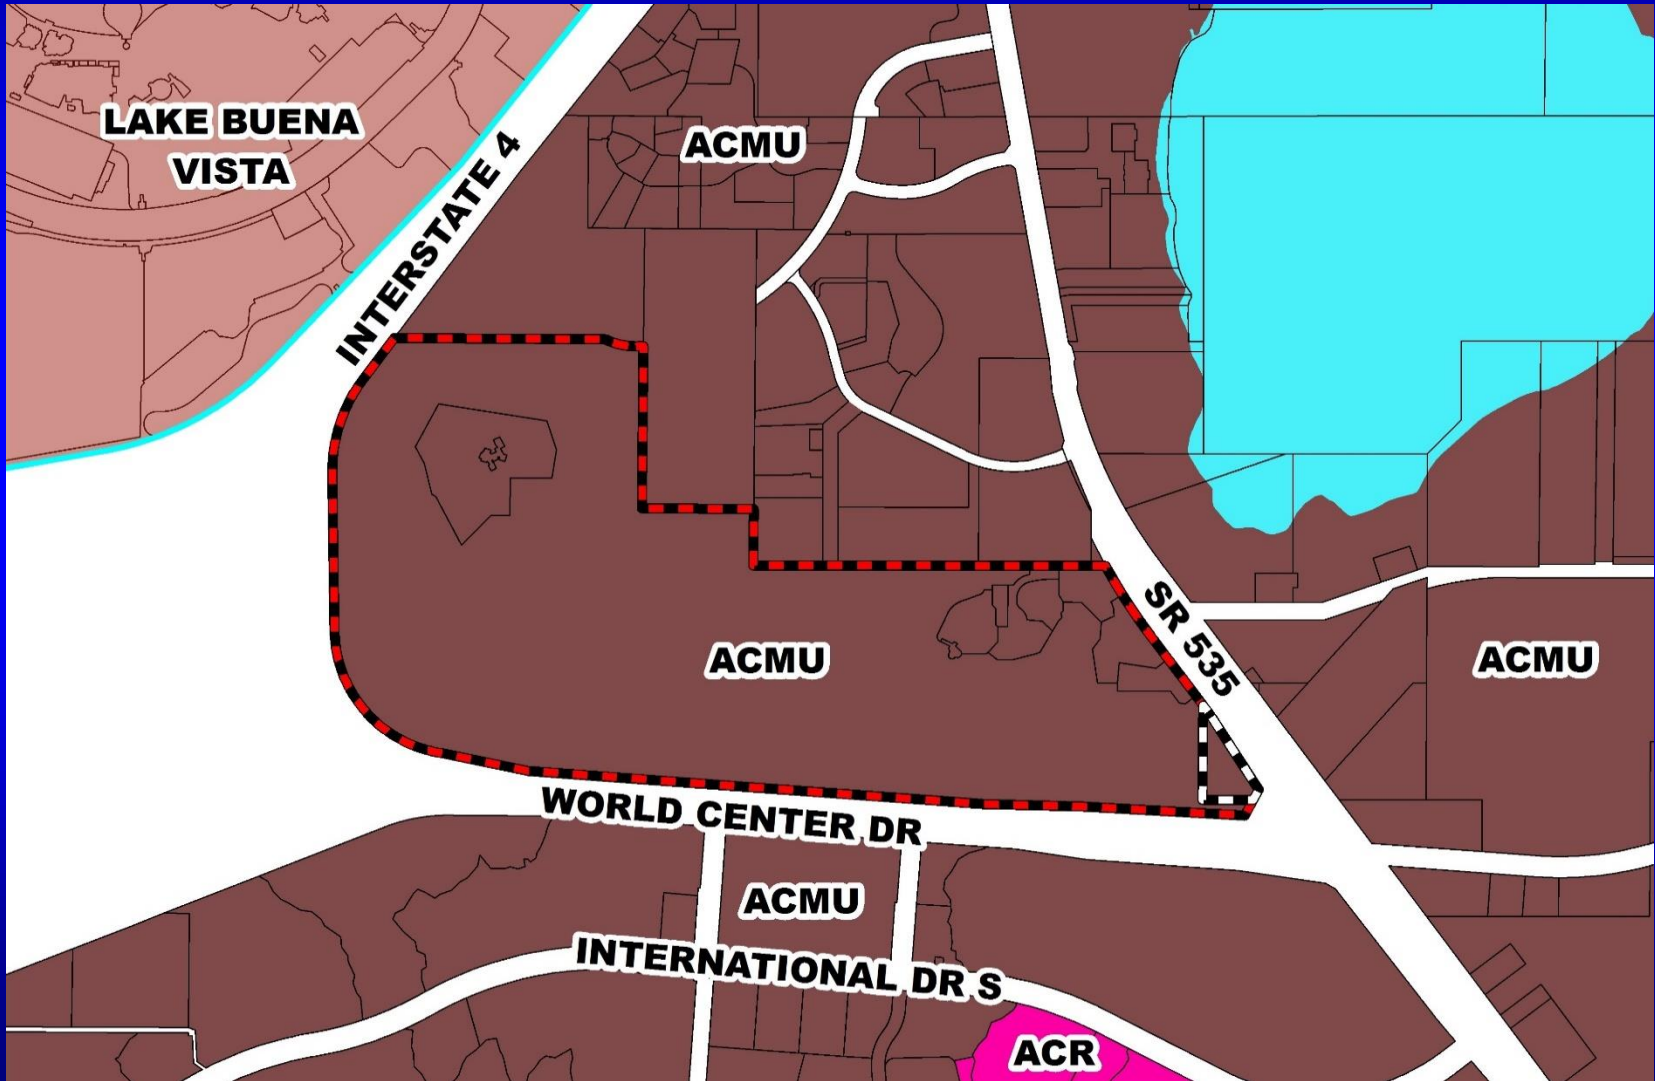 LAKE BUENA
VISTA
INTERSTATE 4
ACMU
SR 535
ACMU
ACMU
WORLD CENTER DR
ACMU
INTERNATIONAL DR S
ACR